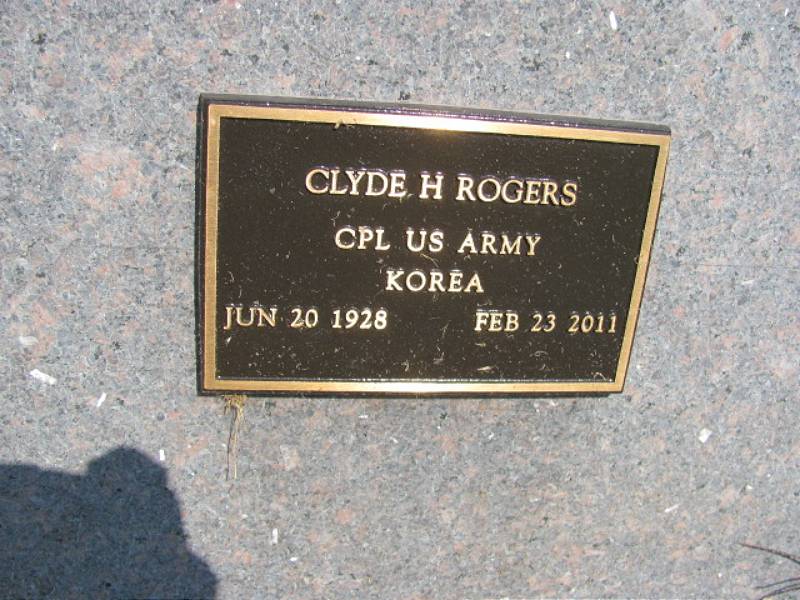 CLYDE H ROGERS
CPL US ARMY
KOREA
JUN 20 1928 FEB 23 2011